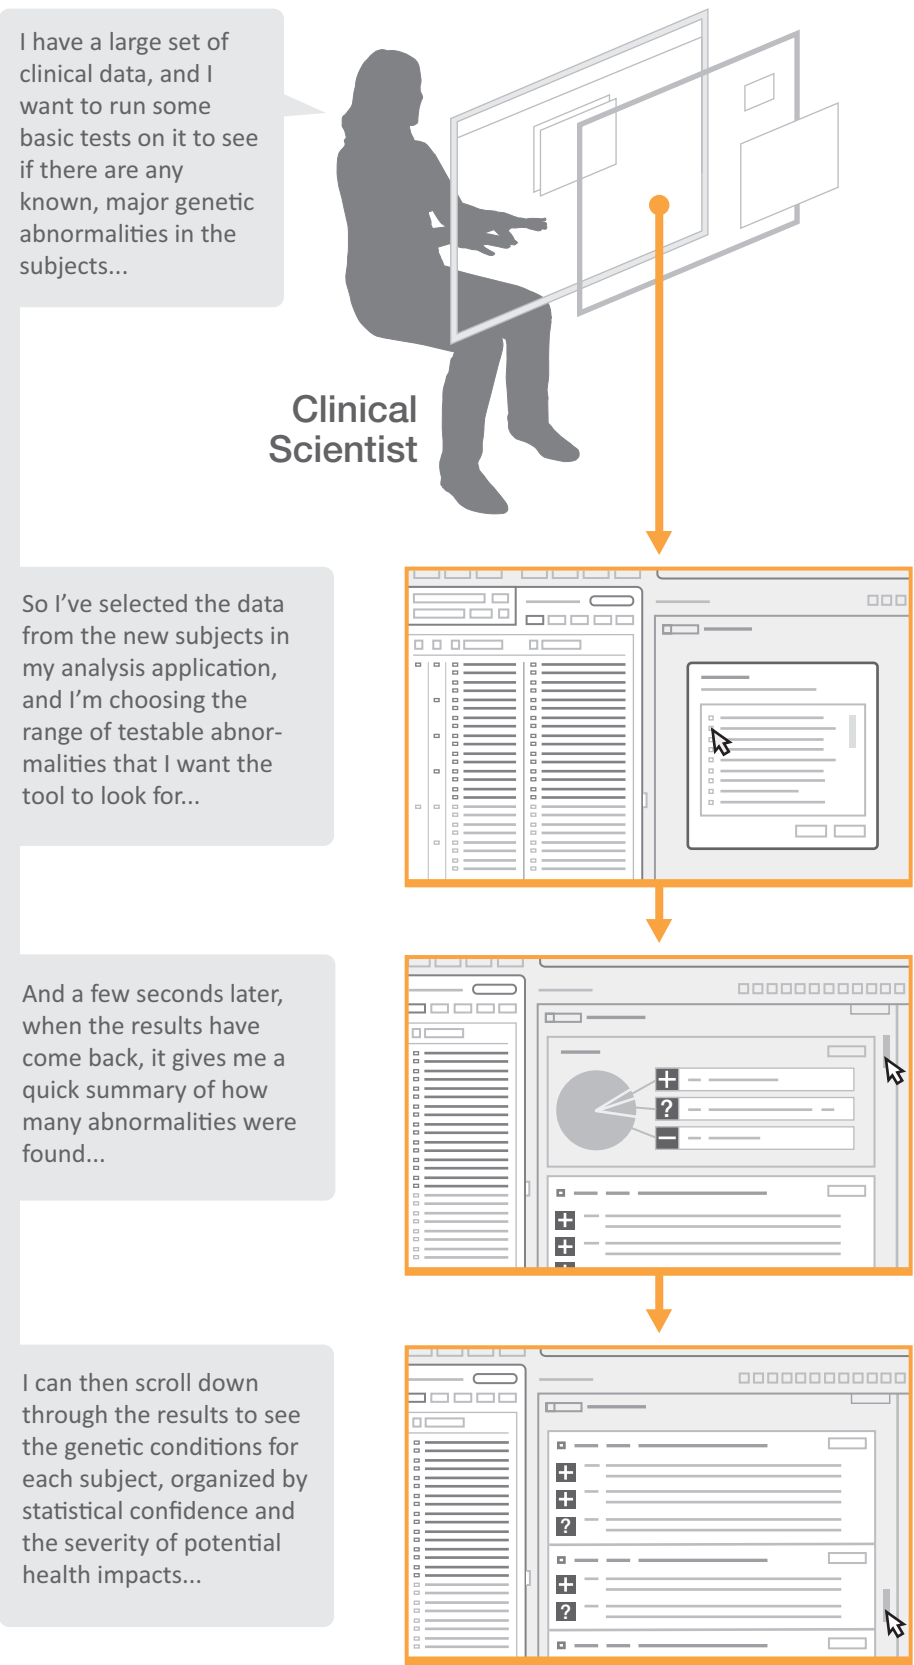 I have a large set of
clinical data, and I
want to run some
basic tests on it to see
if there are any
known, major genetic
abnormalities in the
subjects...
Clinical
Scientist
So I've selected the data
from the new subjects in
my analysis application,
and I'm choosing the
range of testable abnor-
malities that I want the
tool to look for...
And a few seconds later,
when the results have
come back, it gives me a
quick summary of how
many abnormalities were
found...
+
?
–
+
+
I can then scroll down
through the results to see
the genetic conditions for
each subject, organized by
statistical confidence and
the severity of potential
health impacts...
+
+
?
+
?